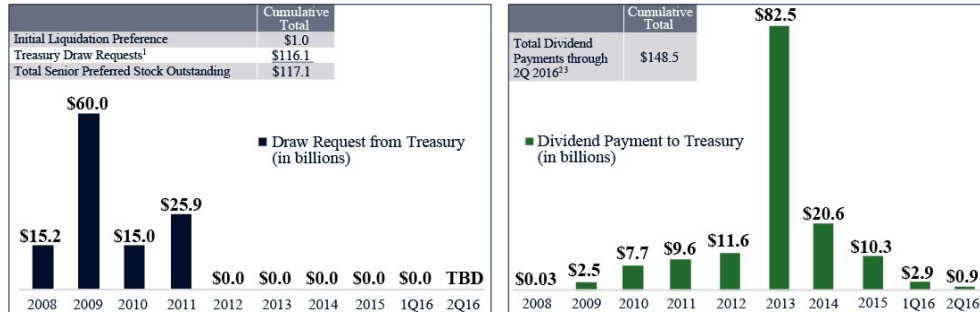 Cumulative Total
Initial Liquidation Preference $1.0
Treasury Draw Requests1 $116.1
Total Senior Preferred Stock Outstanding $117.1
Draw Request from Treasury
(in billions)
$15.2 $60.0 $15.0 $25.9 $0.0 $0.0 $0.0 $0.0 $0.0 TBD
2008 2009 2010 2011 2012 2013 2014 2015 1Q16 2Q16
Cumulative
Total
Total Dividend
Payments through $148.5
2Q 201623
Dividend Payment to Treasury
(in billions)
$0.03 $2.5 $7.7 $9.6 $11.6 $82.5 $20.6 $10.3 $2.9 $0.9
2008 2009 2010 2011 2012 2013 2014 2015 1Q16 2Q16